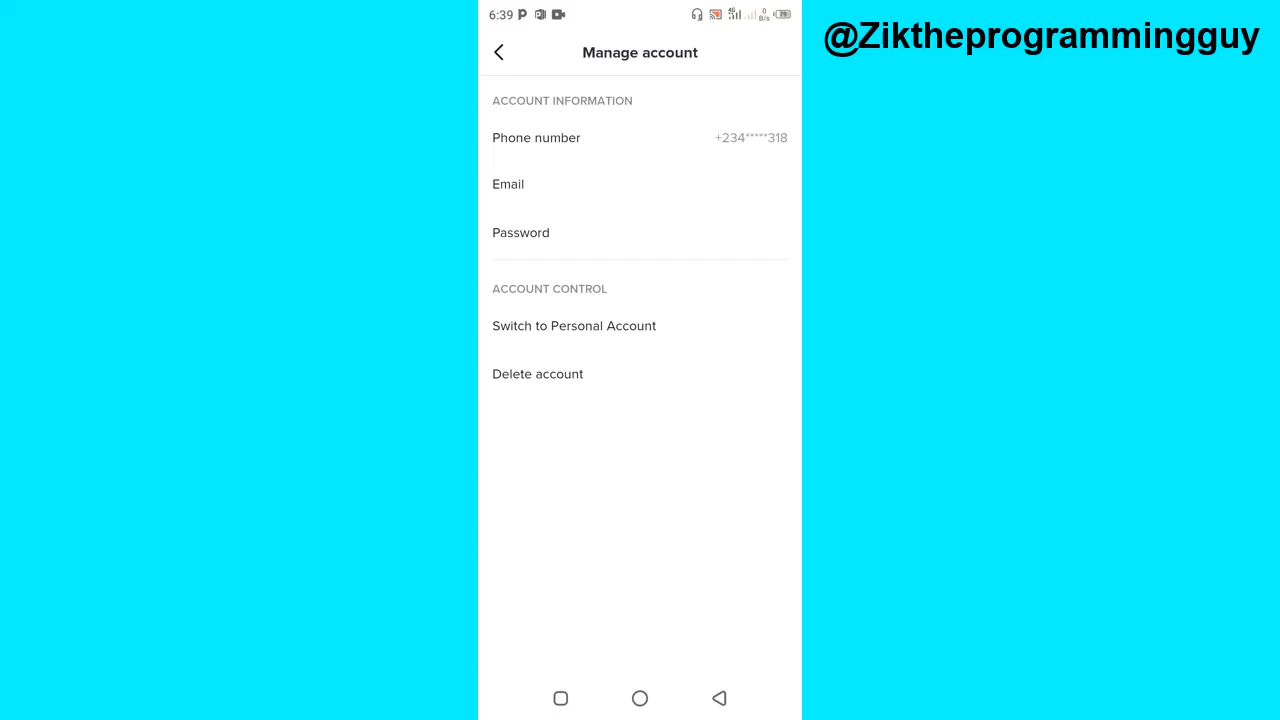 @Ziktheprogrammingguy
6:39
Manage account
ACCOUNT INFORMATION
Phone number +234*****318
Email
Password
ACCOUNT CONTROL
Switch to Personal Account
Delete account